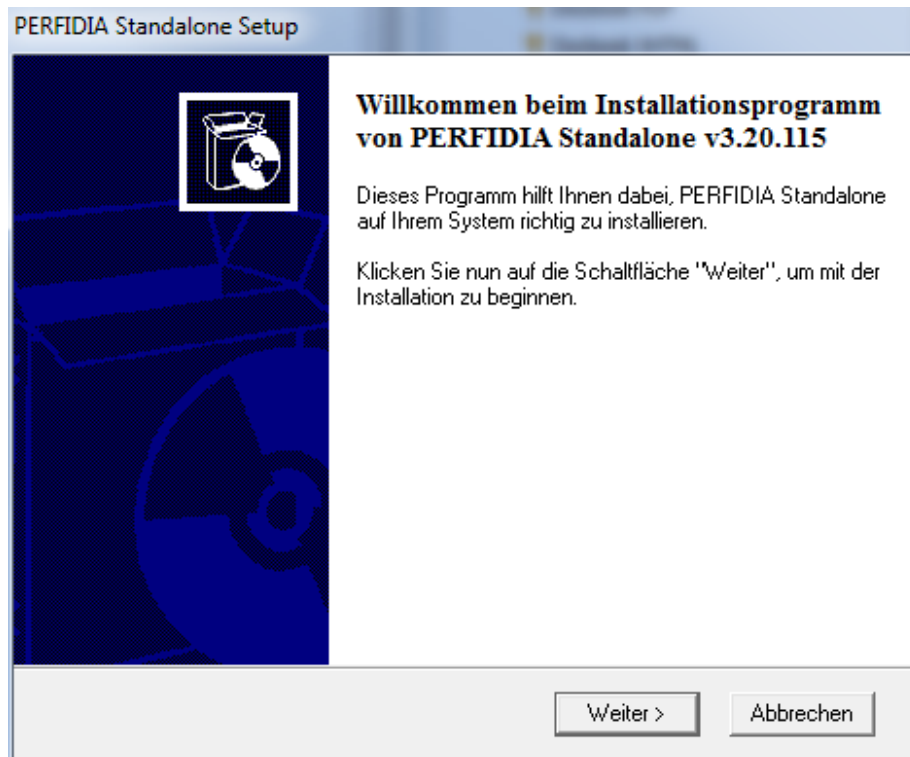 PERFIDIA Standalone Setup
Willkommen beim Installationsprogramm
von PERFIDIA Standalone v3.20.115
Dieses Programm hilft Ihnen dabei, PERFIDIA Standalone
auf Ihrem System richtig zu installieren.
Klicken Sie nun auf die Schaltfläche "Weiter", um mit der
Installation zu beginnen.
Weiter >
Abbrechen